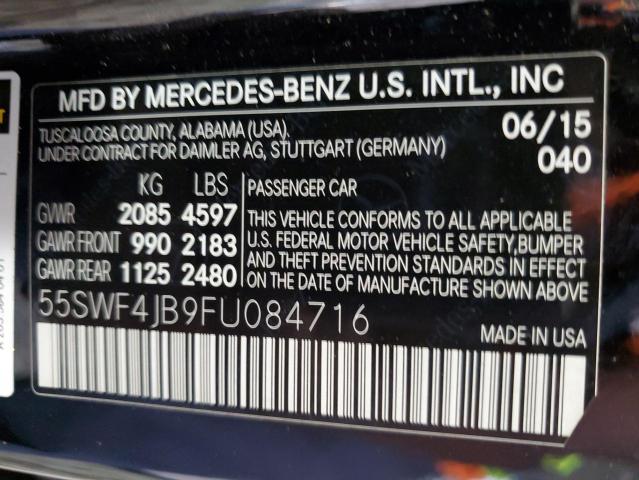 MFD BY MERCEDES-BENZ U.S. INTL., INC
TUSCALOOSA COUNTY, ALABAMA (USA). 06/15
UNDER CONTRACT FOR DAIMLER AG, STUTTGART (GERMANY) 040
KG LBS PASSENGER CAR
GVWR 2085 4597
GAWR FRONT 990 2183
GAWR REAR 1125 2480
THIS VEHICLE CONFORMS TO ALL APPLICABLE
U.S. FEDERAL MOTOR VEHICLE SAFETY, BUMPER
AND THEFT PREVENTION STANDARDS IN EFFECT
ON THE DATE OF MANUFACTURE SHOWN ABOVE.
55SWF4JB9FU084716
MADE IN USA